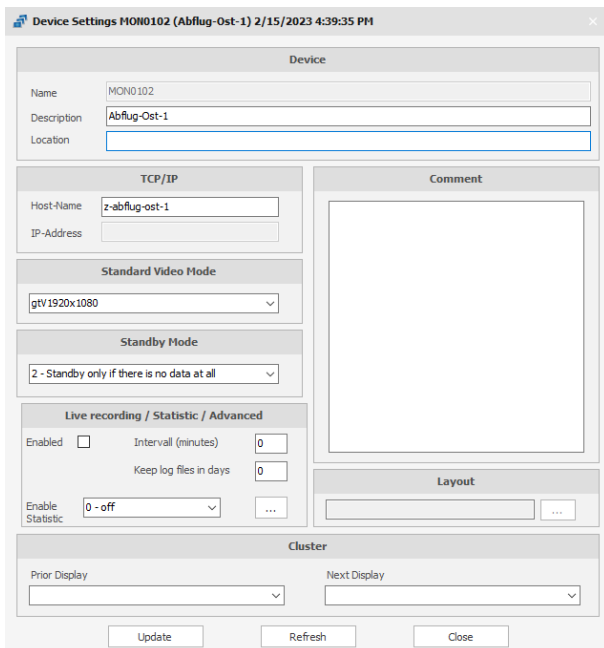 Device Settings MON0102 (Abflug-Ost-1) 2/15/2023 4:39:35 PM
Device
Name MON0102
Description Abflug-Ost-1
Location
TCP/IP
Host-Name z-abflug-ost-1
IP-Address
Comment
Standard Video Mode
gtV1920x1080
Standby Mode
2 - Standby only if there is no data at all
Live recording / Statistic / Advanced
Enabled Intervall (minutes) 0
Keep log files in days 0
Enable
Statistic
0 - off ...
Layout
...
Cluster
Prior Display Next Display
Update Refresh Close